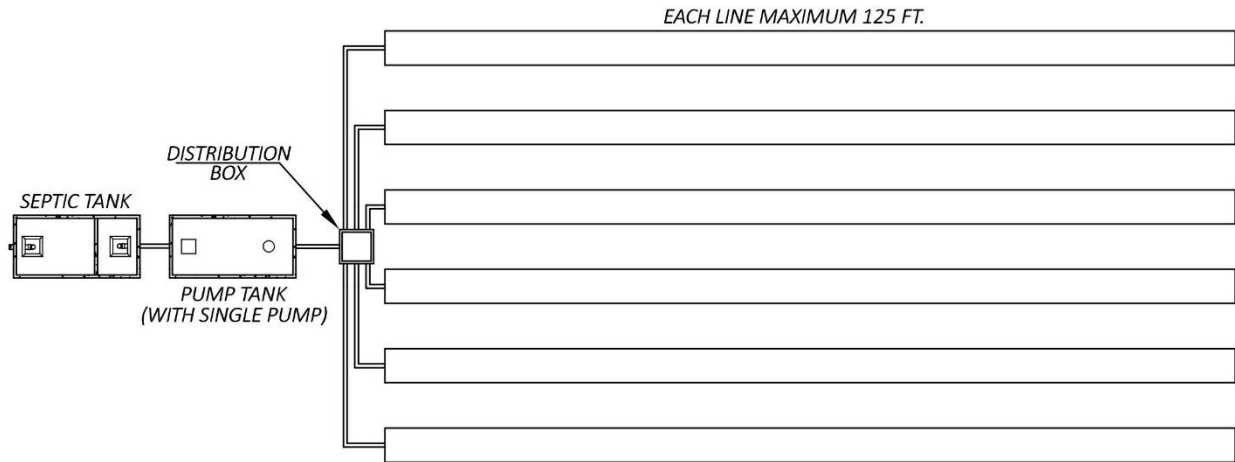 EACH LINE MAXIMUM 125 FT.
DISTRIBUTION
BOX
SEPTIC TANK
PUMP TANK
(WITH SINGLE PUMP)